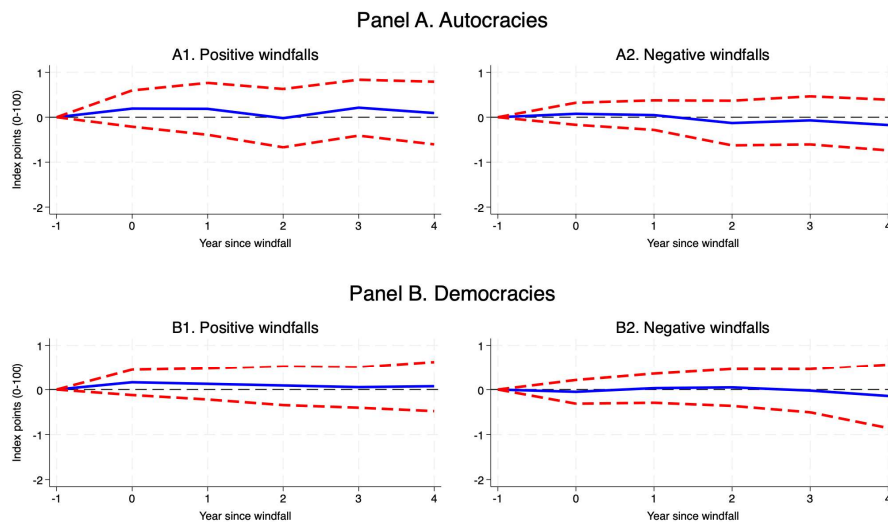 Panel A. Autocracies
A1. Positive windfalls
A2. Negative windfalls
Index points (0-100)
1
0
-1
-2
-1 0 1 2 3 4
Year since windfall
1
0
-1
-2
-1 0 1 2 3 4
Year since windfall
Panel B. Democracies
B1. Positive windfalls
B2. Negative windfalls
Index points (0-100)
1
0
-1
-2
-1 0 1 2 3 4
Year since windfall
1
0
-1
-2
-1 0 1 2 3 4
Year since windfall